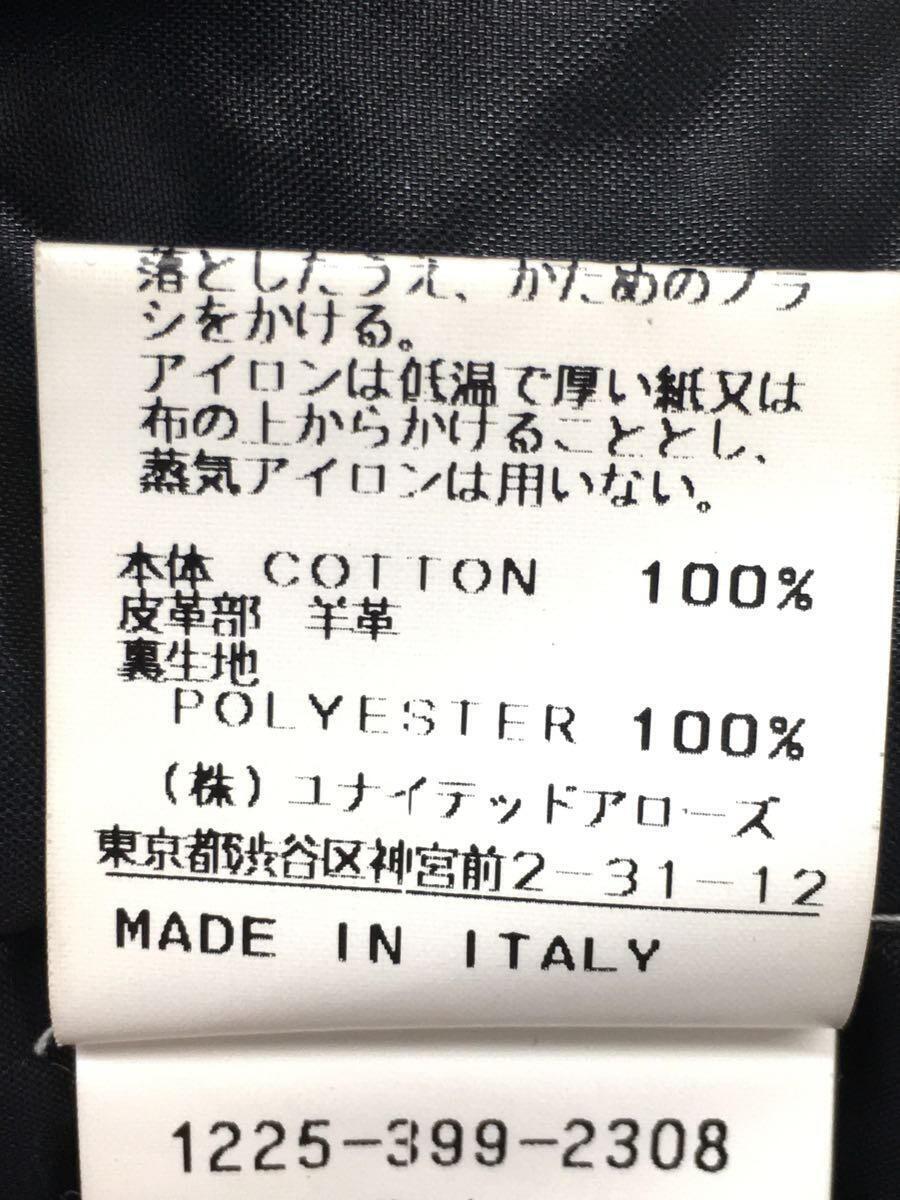 落としたうえ、かためのブラ
シをかける。
アイロンは低温で厚い紙又は
布の上からかけることとし、
蒸気アイロンは用いない。
本体 COTTON 100%
皮革部 羊革
裏生地
POLYESTER 100%
(株)ユナイテッドアローズ
東京都渋谷区神宮前2-31-12
MADE IN ITALY
1225-399-2308